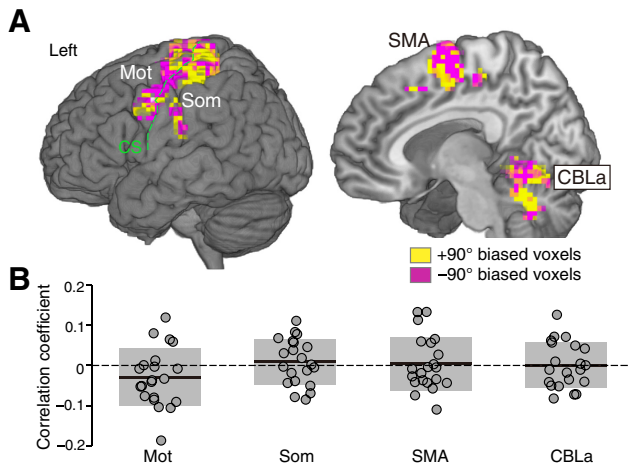 A
Left
Mot
Som
CS
SMA
CBLa
+90° biased voxels
−90° biased voxels
B
Correlation coefficient
0.2
0.1
0
−0.1
−0.2
Mot Som SMA CBLa